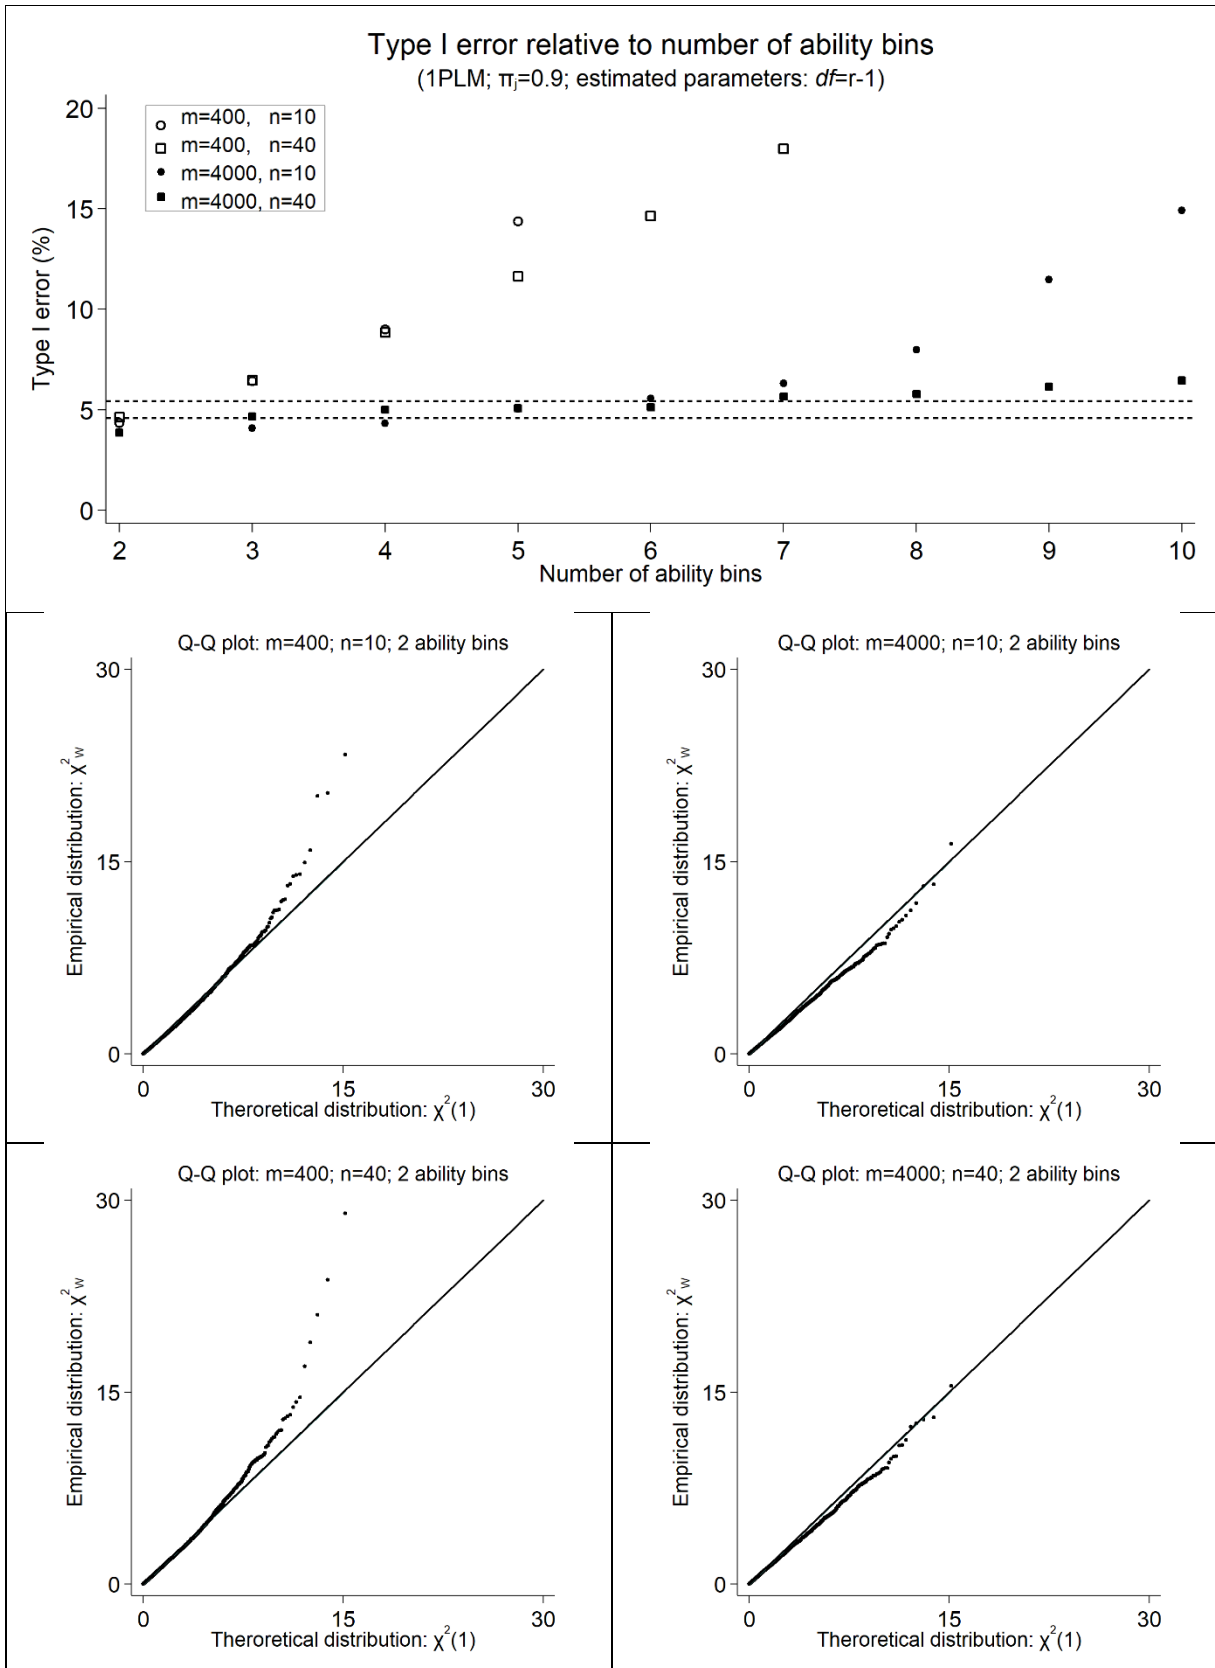 Type I error relative to number of ability bins
(1PLM; πj=0.9; estimated parameters: df=r-1)
Type I error (%)
20
15
10
5
0
m=400, n=10
m=400, n=40
m=4000, n=10
m=4000, n=40
2 3 4 5 6 7 8 9 10
Number of ability bins
Q-Q plot: m=400; n=10; 2 ability bins
Empirical distribution: χ²W
30
15
0
0 15 30
Theroretical distribution: χ²(1)
Q-Q plot: m=4000; n=10; 2 ability bins
Empirical distribution: χ²W
30
15
0
0 15 30
Theroretical distribution: χ²(1)
Q-Q plot: m=400; n=40; 2 ability bins
Empirical distribution: χ²W
30
15
0
0 15 30
Theroretical distribution: χ²(1)
Q-Q plot: m=4000; n=40; 2 ability bins
Empirical distribution: χ²W
30
15
0
0 15 30
Theroretical distribution: χ²(1)